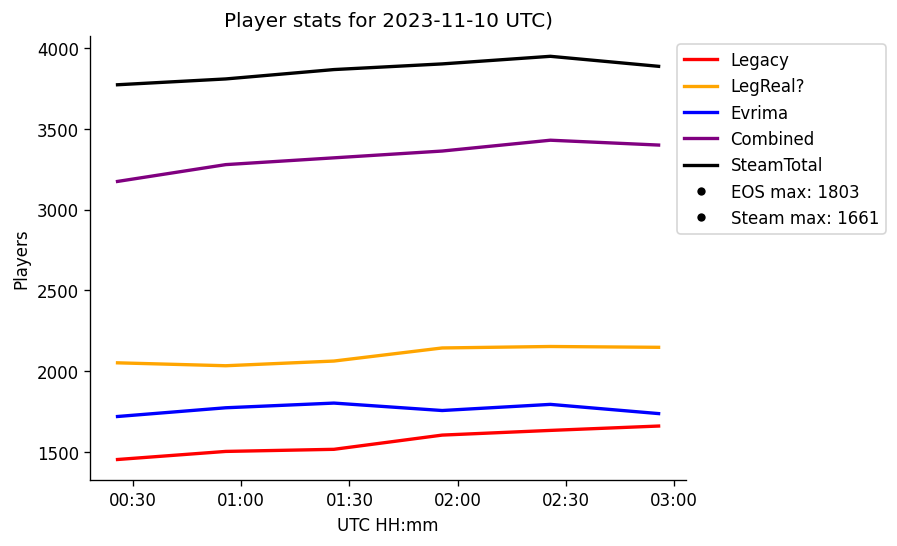 Player stats for 2023-11-10 UTC)
4000
3500
3000
2500
2000
1500
Players
00:30 01:00 01:30 02:00 02:30 03:00
UTC HH:mm
Legacy
LegReal?
Evrima
Combined
SteamTotal
EOS max: 1803
Steam max: 1661